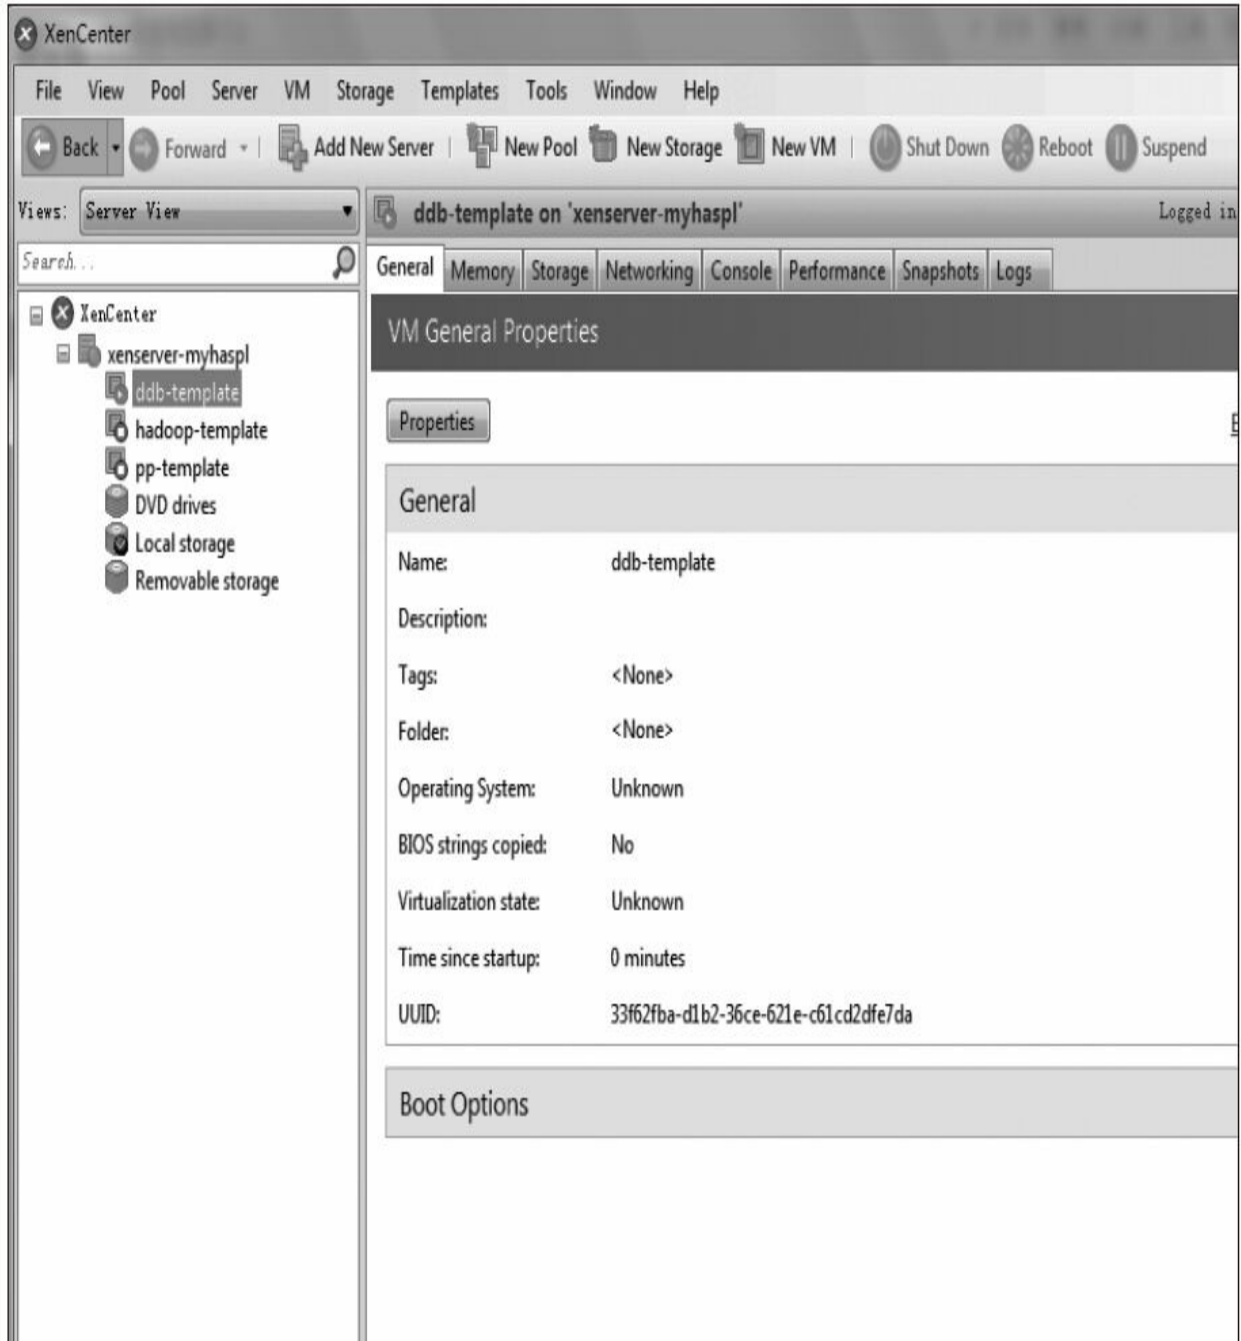 XenCenter
File View Pool Server VM Storage Templates Tools Window Help
Back Forward Add New Server New Pool New Storage New VM Shut Down Reboot Suspend
Views: Server View
ddb-template on 'xenserver-myhaspl' Logged in
Search...
General Memory Storage Networking Console Performance Snapshots Logs
XenCenter
xenserver-myhaspl
ddb-template
hadoop-template
pp-template
DVD drives
Local storage
Removable storage
VM General Properties
Properties
General
Name: ddb-template
Description:
Tags: <None>
Folder: <None>
Operating System: Unknown
BIOS strings copied: No
Virtualization state: Unknown
Time since startup: 0 minutes
UUID: 33f62fba-d1b2-36ce-621e-c61cd2dfe7da
Boot Options